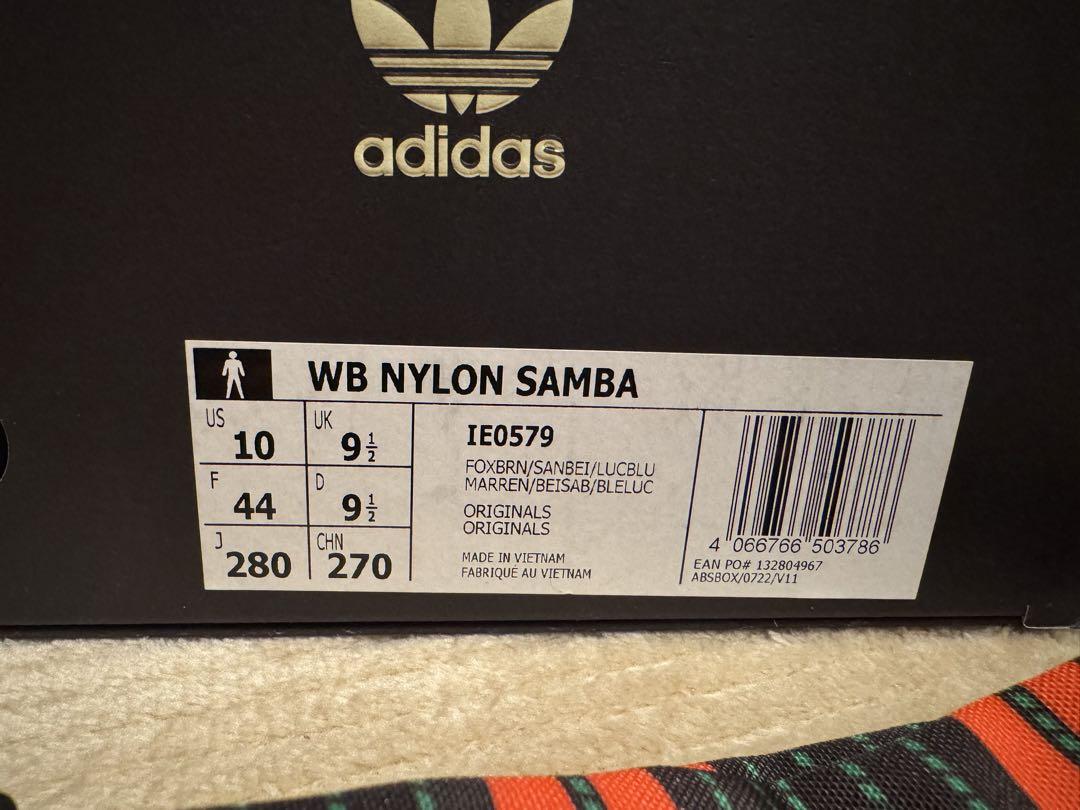 adidas
WB NYLON SAMBA
US 10
UK 9 1/2
F 44
D 9 1/2
J 280
CHN 270
IE0579
FOXBRN/SANBEI/LUCBLU
MARREN/BEISAB/BLELUC
ORIGINALS
ORIGINALS
MADE IN VIETNAM
FABRIQUÉ AU VIETNAM
4 066766 503786
EAN PO# 132804967
ABSBOX/0722/V11